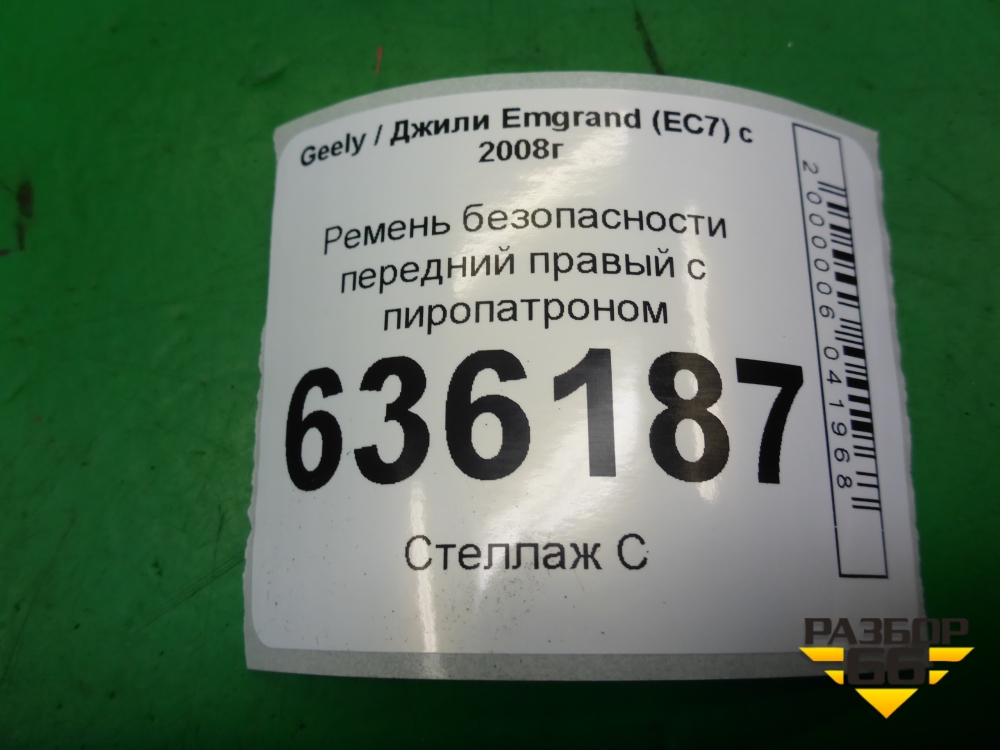 Geely / Джили Emgrand (EC7) с
2008г
Ремень безопасности
передний правый с
пиропатроном
636187
Стеллаж С
2000006041968
РАЗБОР
66